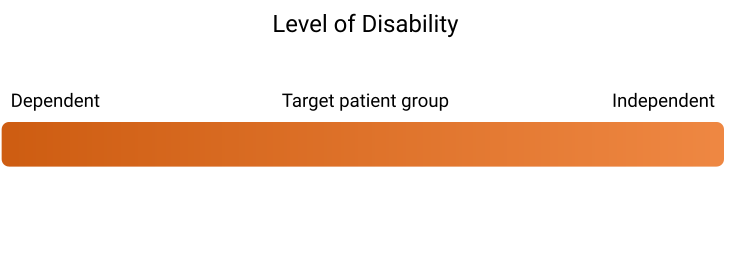 Level of Disability
Dependent Target patient group Independent